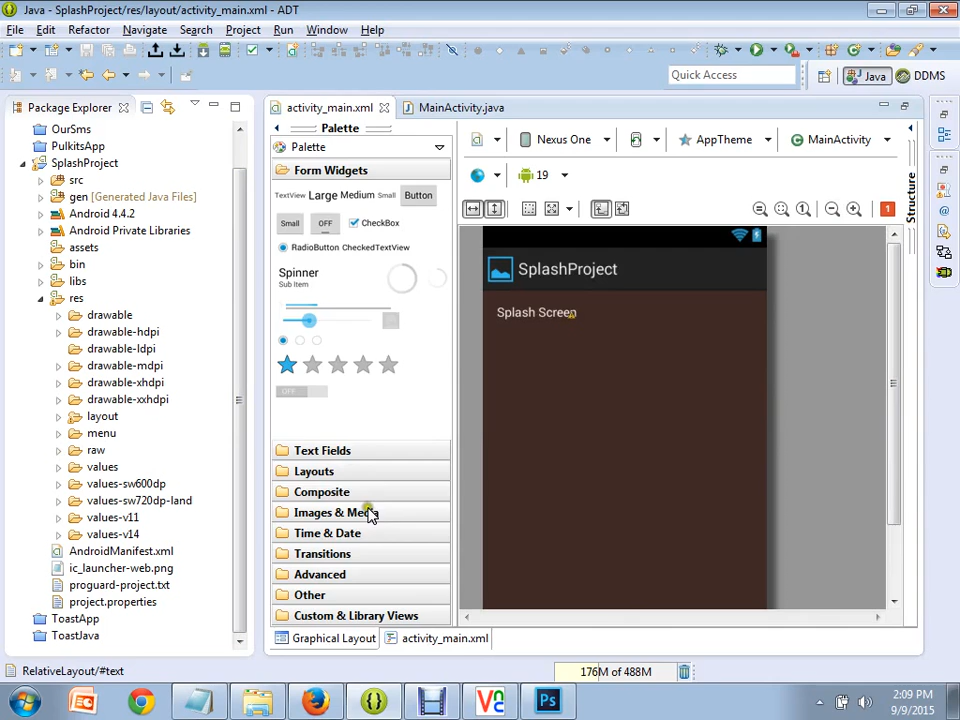 Java - SplashProject/res/layout/activity_main.xml - ADT
File Edit Refactor Navigate Search Project Run Window Help
Quick Access
Java
DDMS
Package Explorer
OurSms
PulkitsApp
SplashProject
src
gen [Generated Java Files]
Android 4.4.2
Android Private Libraries
assets
bin
libs
res
drawable
drawable-hdpi
drawable-ldpi
drawable-mdpi
drawable-xhdpi
drawable-xxhdpi
layout
menu
raw
values
values-sw600dp
values-sw720dp-land
values-v11
values-v14
AndroidManifest.xml
ic_launcher-web.png
proguard-project.txt
project.properties
ToastApp
ToastJava
activity_main.xml
MainActivity.java
Palette
Palette
Form Widgets
TextView Large Medium Small Button
Small OFF CheckBox
RadioButton CheckedTextView
Spinner
Sub Item
OFF
Text Fields
Layouts
Composite
Images & Media
Time & Date
Transitions
Advanced
Other
Custom & Library Views
Graphical Layout
activity_main.xml
Nexus One
AppTheme
MainActivity
19
1
1
Structure
SplashProject
Splash Screen
RelativeLayout/#text
176M of 488M
2:09 PM
9/9/2015